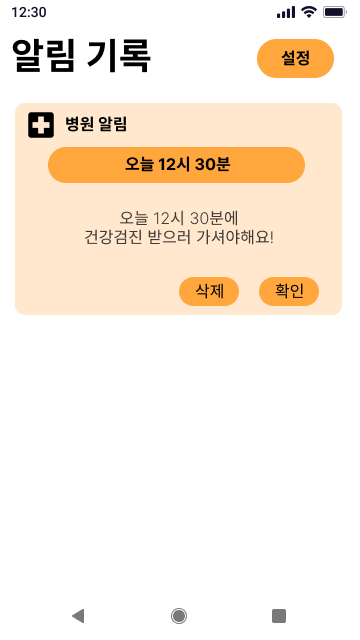 12:30
알림 기록
설정
병원 알림
오늘 12시 30분
오늘 12시 30분에
건강검진 받으러 가셔야해요!
삭제
확인